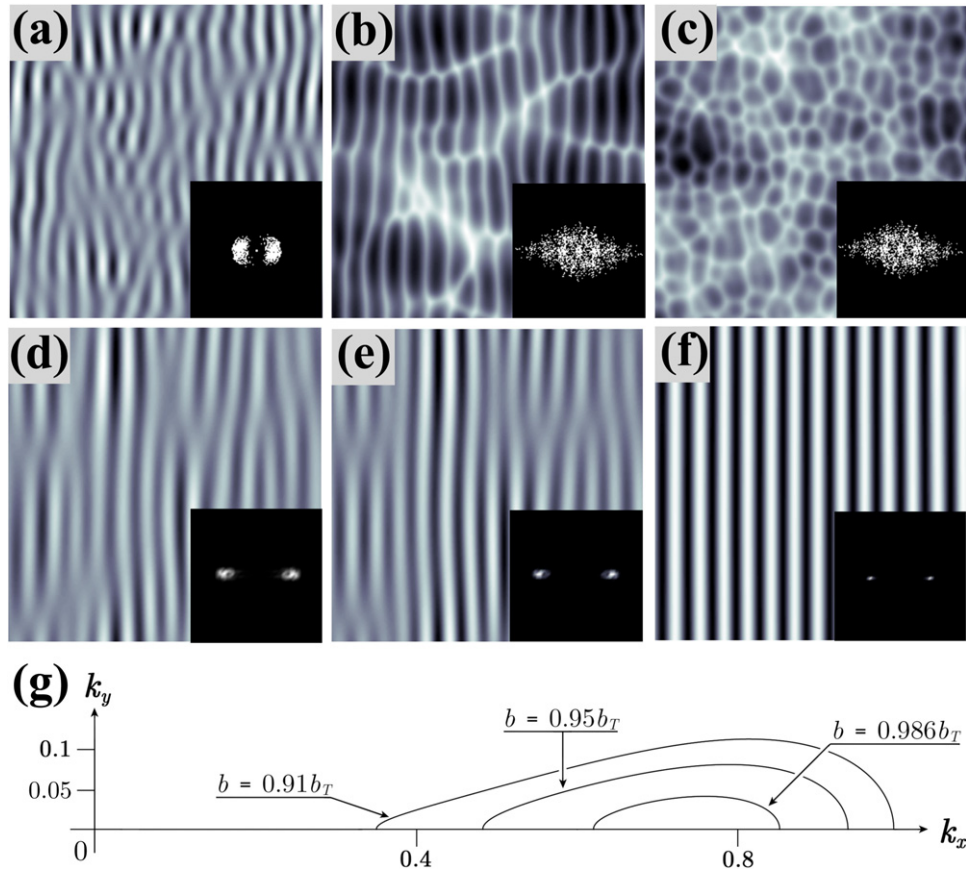 (a) (b) (c)
(d) (e) (f)
(g) k_y
b = 0.95b_T b = 0.986b_T
0.1
b = 0.91b_T
0.05
0 0.4 0.8 k_x